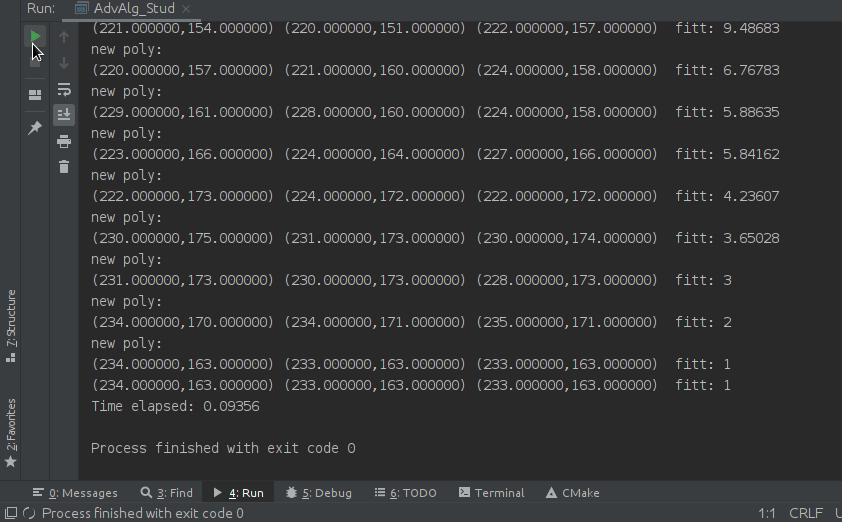 Run: AdvAlg_Stud ×
(221.000000,154.000000) (220.000000,151.000000) (222.000000,157.000000) fitt: 9.48683
new poly:
(220.000000,157.000000) (221.000000,160.000000) (224.000000,158.000000) fitt: 6.76783
new poly:
(229.000000,161.000000) (228.000000,160.000000) (224.000000,158.000000) fitt: 5.88635
new poly:
(223.000000,166.000000) (224.000000,164.000000) (227.000000,166.000000) fitt: 5.84162
new poly:
(222.000000,173.000000) (224.000000,172.000000) (222.000000,172.000000) fitt: 4.23607
new poly:
(230.000000,175.000000) (231.000000,173.000000) (230.000000,174.000000) fitt: 3.65028
new poly:
(231.000000,173.000000) (230.000000,173.000000) (228.000000,173.000000) fitt: 3
new poly:
(234.000000,170.000000) (234.000000,171.000000) (235.000000,171.000000) fitt: 2
new poly:
(234.000000,163.000000) (233.000000,163.000000) (233.000000,163.000000) fitt: 1
(234.000000,163.000000) (233.000000,163.000000) (233.000000,163.000000) fitt: 1
Time elapsed: 0.09356
Process finished with exit code 0
7: Structure
2: Favorites
0: Messages 3: Find 4: Run 5: Debug 6: TODO Terminal CMake
Process finished with exit code 0 1:1 CRLF